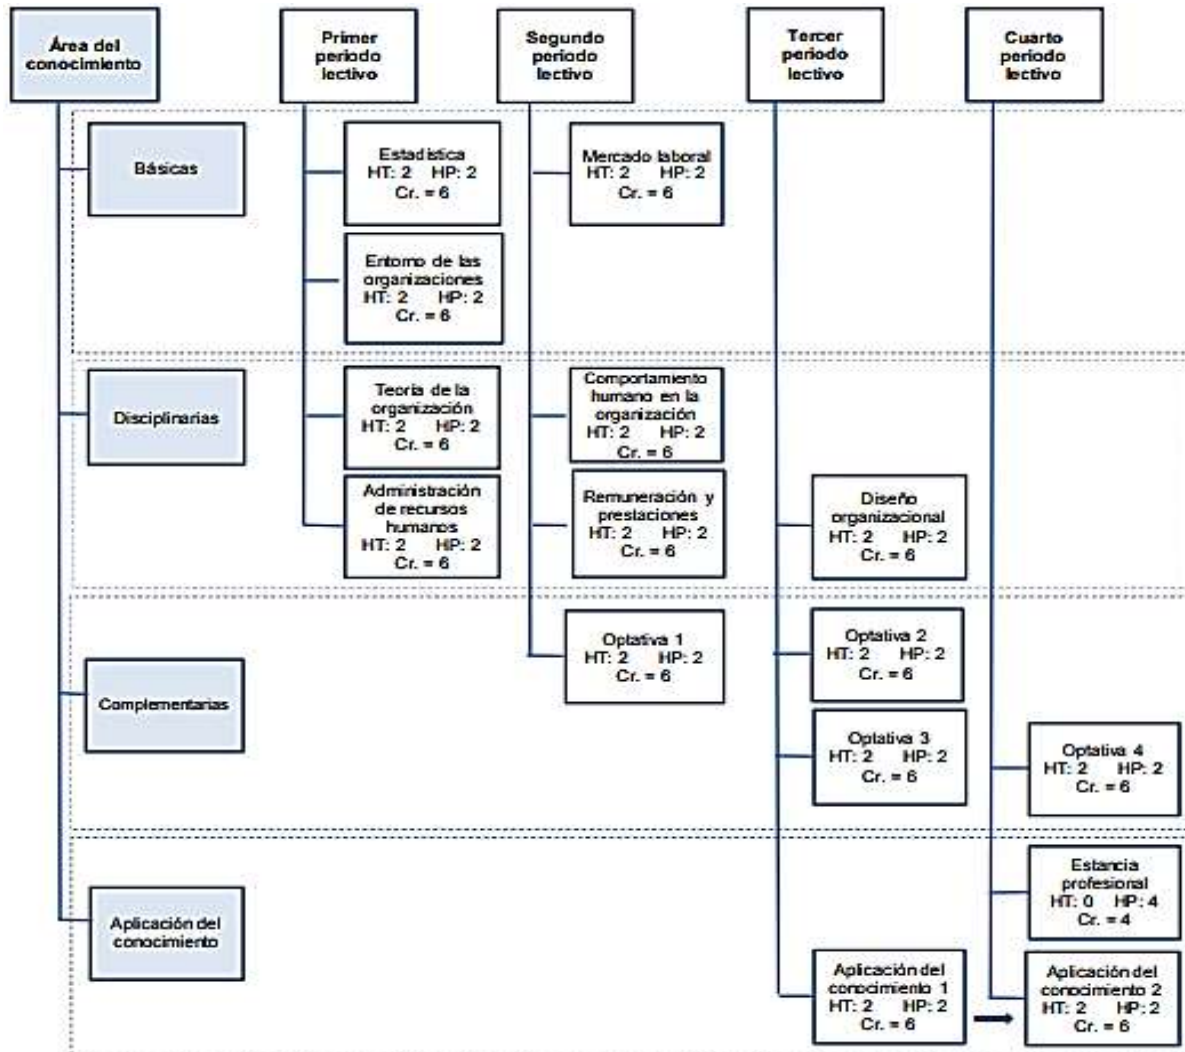 Área del
conocimiento
Primer
periodo
lectivo
Segundo
periodo
lectivo
Tercer
periodo
lectivo
Cuarto
periodo
lectivo
Básicas
Estadística
HT: 2 HP: 2
Cr. = 6
Mercado laboral
HT: 2 HP: 2
Cr. = 6
Entorno de las
organizaciones
HT: 2 HP: 2
Cr. = 6
Disciplinarias
Teoría de la
organización
HT: 2 HP: 2
Cr. = 6
Comportamiento
humano en la
organización
HT: 2 HP: 2
Cr. = 6
Administración
de recursos
humanos
HT: 2 HP: 2
Cr. = 6
Remuneración y
prestaciones
HT: 2 HP: 2
Cr. = 6
Diseño
organizacional
HT: 2 HP: 2
Cr. = 6
Complementarias
Optativa 1
HT: 2 HP: 2
Cr. = 6
Optativa 2
HT: 2 HP: 2
Cr. = 6
Optativa 3
HT: 2 HP: 2
Cr. = 6
Optativa 4
HT: 2 HP: 2
Cr. = 6
Aplicación del
conocimiento
Estancia
profesional
HT: 0 HP: 4
Cr. = 4
Aplicación del
conocimiento 1
HT: 2 HP: 2
Cr. = 6
Aplicación del
conocimiento 2
HT: 2 HP: 2
Cr. = 6